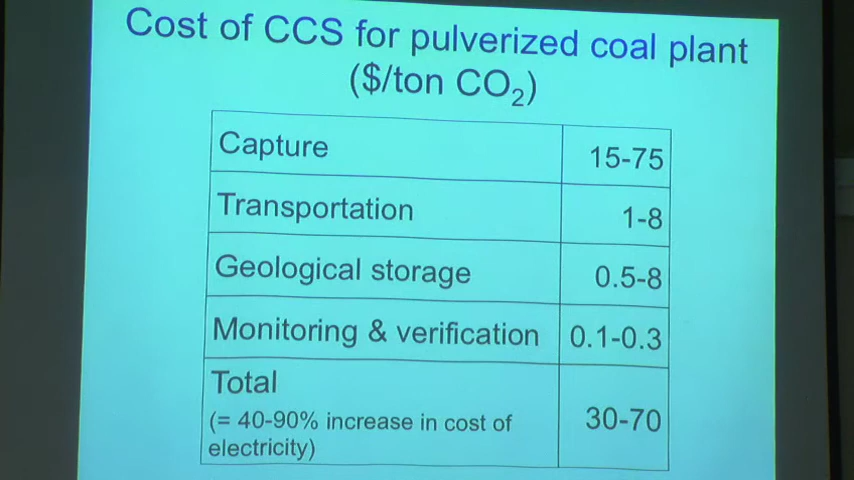 Cost of CCS for pulverized coal plant
($/ton CO₂)
Capture 15-75
Transportation 1-8
Geological storage 0.5-8
Monitoring & verification 0.1-0.3
Total
(= 40-90% increase in cost of
electricity) 30-70